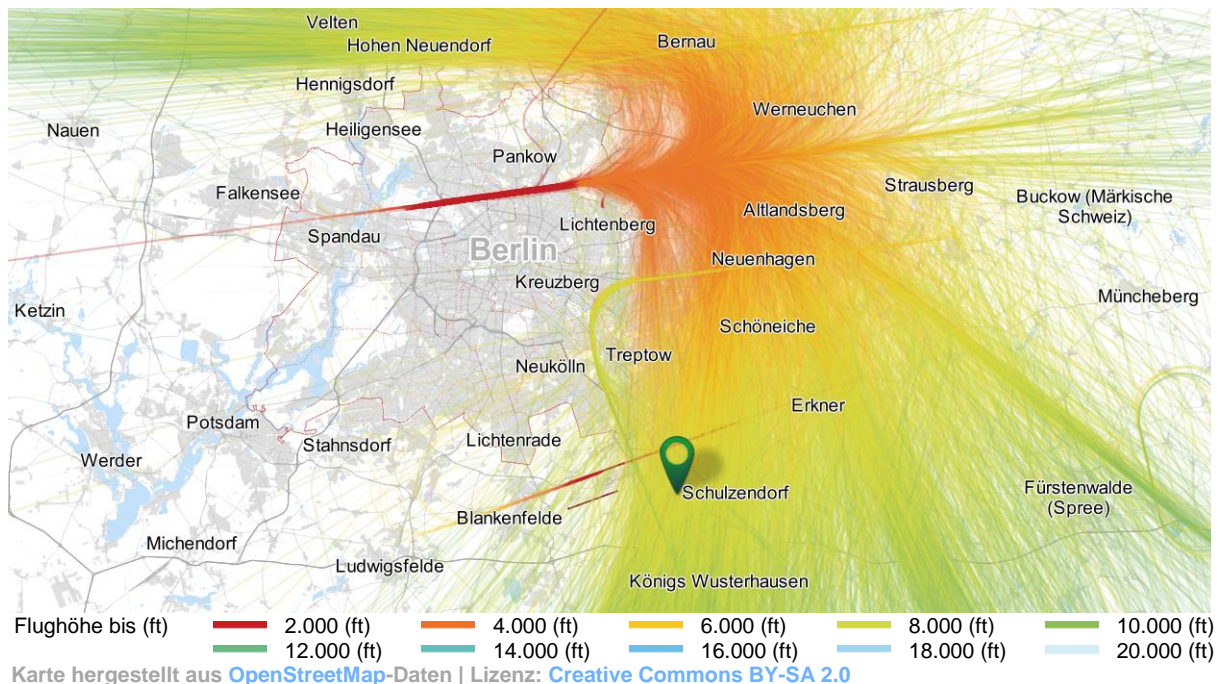 Velten
Hohen Neuendorf
Bernau
Hennigsdorf
Werneuchen
Nauen
Heiligensee
Pankow
Falkensee
Strausberg
Buckow (Märkische
Schweiz)
Altlandsberg
Lichtenberg
Spandau
Berlin
Neuenhagen
Kreuzberg
Müncheberg
Ketzin
Schöneiche
Treptow
Neukölln
Erkner
Potsdam
Lichtenrade
Stahnsdorf
Werder
Schulzendorf
Fürstenwalde
(Spree)
Blankenfelde
Michendorf
Ludwigsfelde
Königs Wusterhausen
Flughöhe bis (ft) 2.000 (ft) 4.000 (ft) 6.000 (ft) 8.000 (ft) 10.000 (ft)
12.000 (ft) 14.000 (ft) 16.000 (ft) 18.000 (ft) 20.000 (ft)
Karte hergestellt aus OpenStreetMap-Daten | Lizenz: Creative Commons BY-SA 2.0